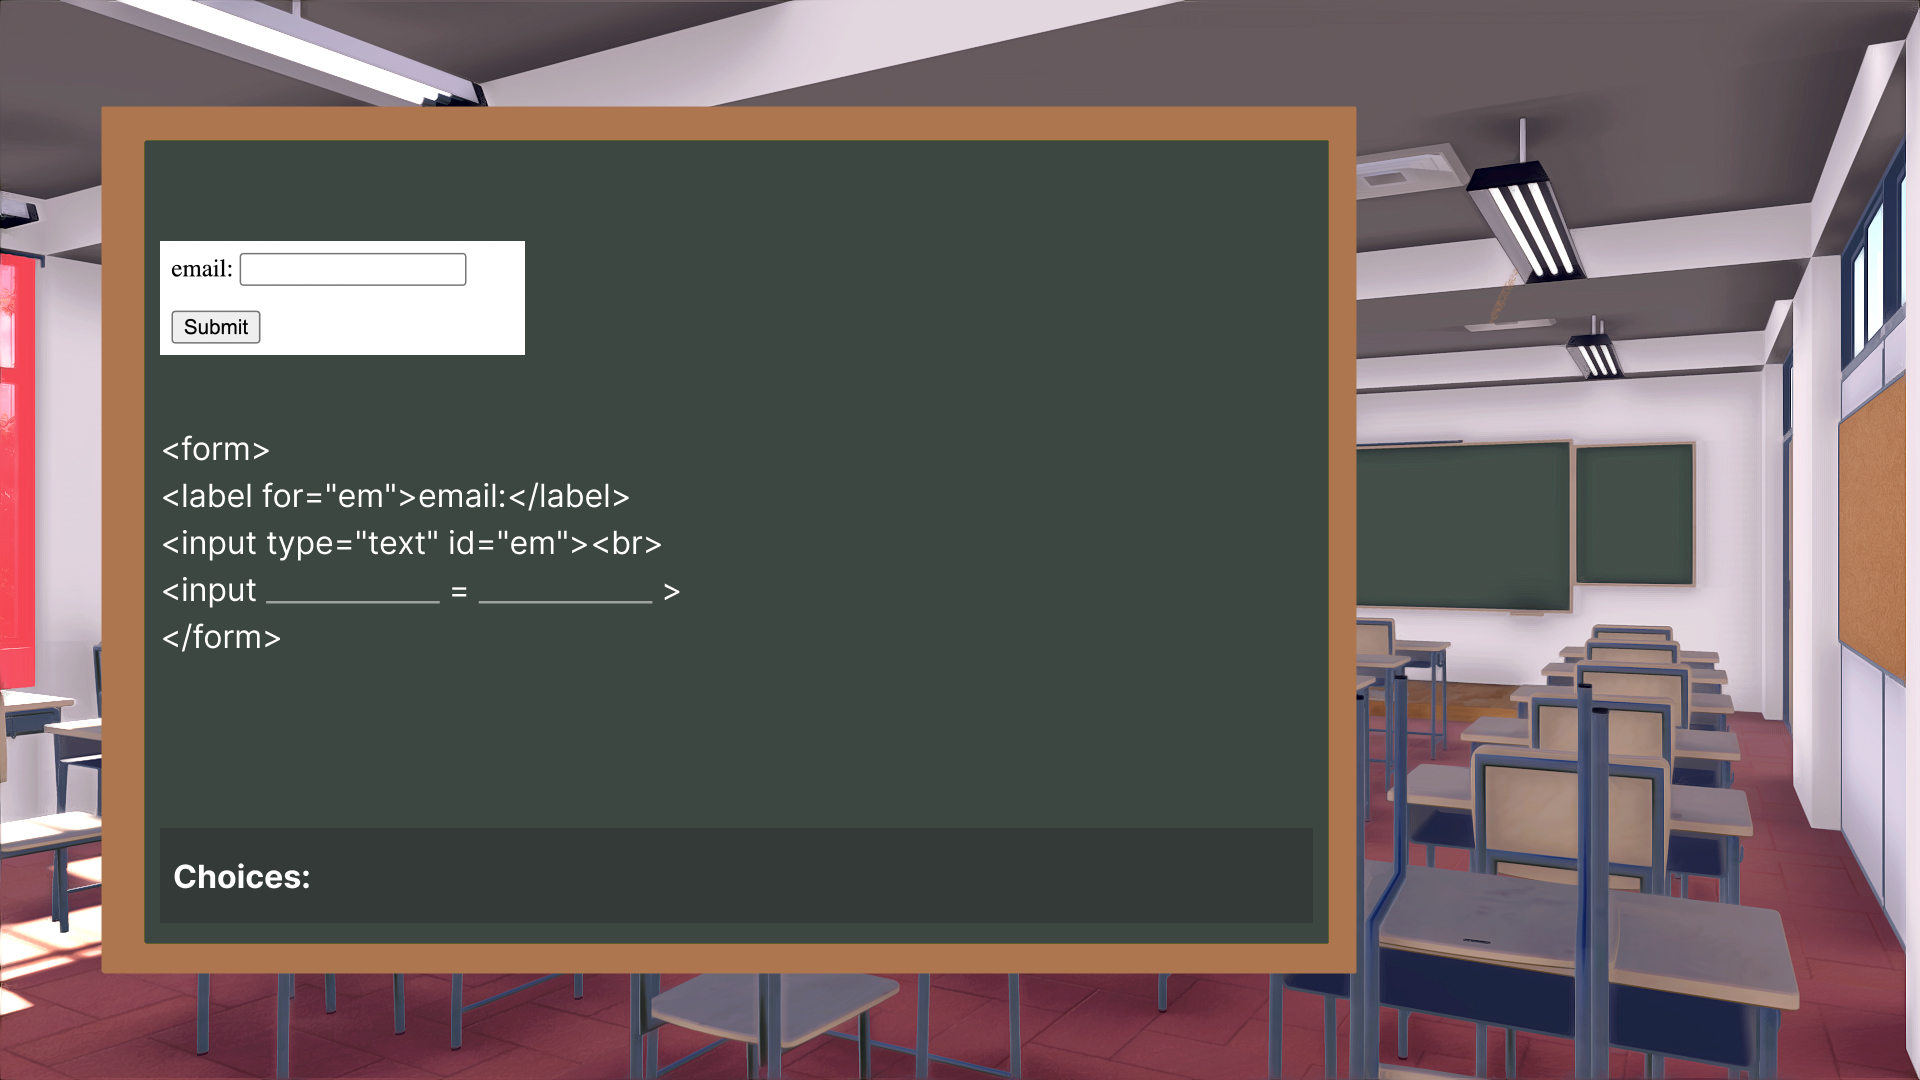 email:
Submit
<form>
<label for="em">email:</label>
<input type="text" id="em"><br>
<input __________ = __________ >
</form>
Choices: